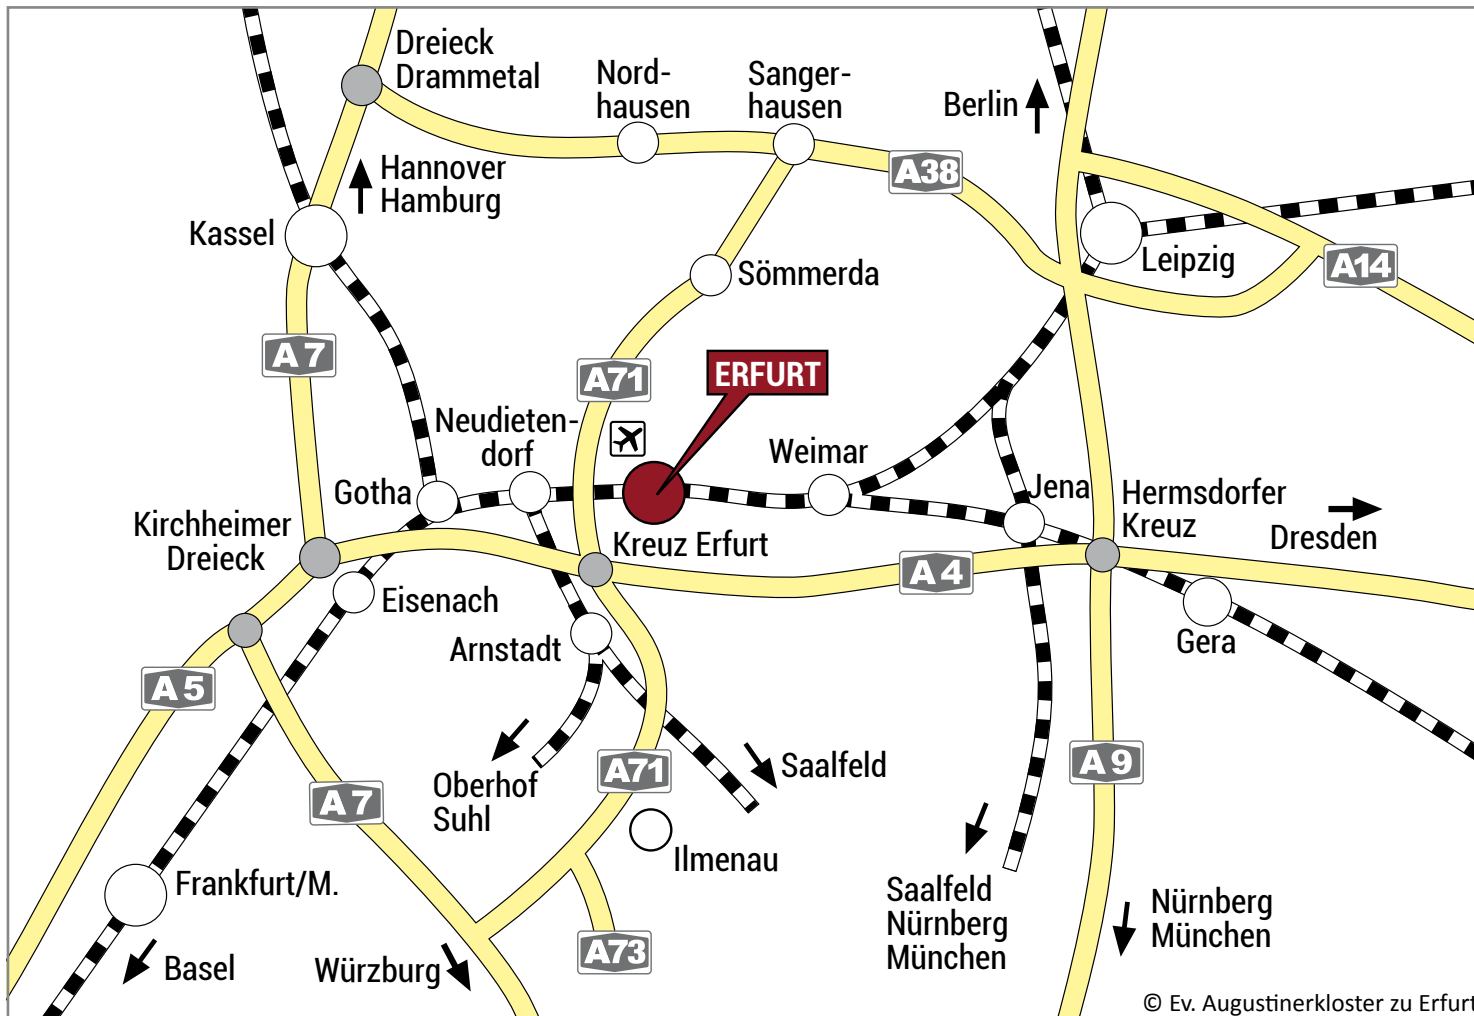 Dreieck
Drammetal
Nord-
hausen
Sanger-
hausen
Berlin
Hannover
Hamburg
A38
Kassel
Leipzig
A14
Sömmerda
A7
A71
ERFURT
Neudieten-
dorf
Weimar
Gotha
Jena
Hermsdorfer
Kreuz
Kirchheimer
Dreieck
Kreuz Erfurt
Dresden
A4
Eisenach
Arnstadt
Gera
A5
A71
Saalfeld
A9
Oberhof
Suhl
A7
Ilmenau
Frankfurt/M.
Saalfeld
Nürnberg
München
Nürnberg
München
Basel
Würzburg
A73
© Ev. Augustinerkloster zu Erfurt